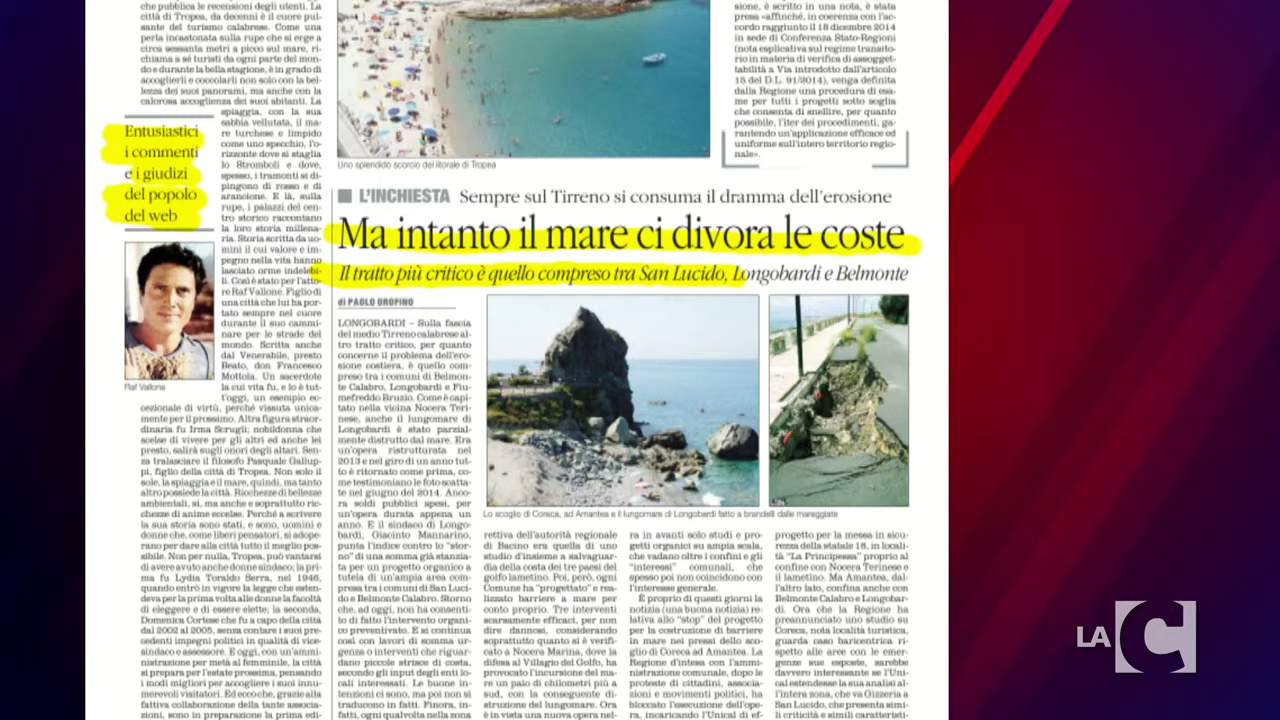 che pubblica le recensioni degli utenti. La
città di Tropea, da decenni è il cuore pul-
sante del turismo calabrese. Come una
perla incastonata sulla rupe che si erge a
circa sessanta metri a picco sul mare, ri-
chiama a sé turisti da ogni parte del mon-
do e durante la bella stagione, è in grado di
accoglierli e coccolarli non solo con la bel-
lezza dei suoi panorami, ma anche con la
calorosa accoglienza dei suoi abitanti. La
spiaggia, con la sua
sabbia vellutata, il ma-
re turchese e limpido
come uno specchio, l'o-
rizzonte dove si staglia
lo Stromboli e dove,
spesso, i tramonti si di-
pingono di rosso e di
arancione. E là, sulla
rupe, i palazzi del cen-
tro storico raccontano
la loro storia millena-
ria. Storia scritta da uo-
mini il cui valore e im-
pegno nella vita hanno
lasciato orme indelebi-
li. Così è stato per l'atto-
re Raf Vallone. Figlio di
una città che lui ha por-
tato sempre nel cuore
durante il suo cammi-
nare per le strade del
mondo. Scritta anche
dal Venerabile, presto
Beato, don Francesco
Mottola. Un sacerdote
la cui vita fu, e lo è tut-
t'oggi, un esempio ec-
cezionale di virtù, perché vissuta unica-
mente per il prossimo. Altra figura straor-
dinaria fu Irma Scrugli; nobildonna che
scelse di vivere per gli altri ed anche lei
presto, salirà sugli onori degli altari. Sen-
za tralasciare il filosofo Pasquale Gallup-
pi, figlio della città di Tropea. Non solo il
sole, la spiaggia e il mare, quindi, ma tanto
altro possiede la città. Ricchezze di bellezze
ambientali, sì, ma anche e soprattutto ric-
chezze di anime eccelse. Perché a scrivere
la sua storia sono stati, e sono, uomini e
donne che, come liberi pensatori, si adope-
rano per dare alla città tutto il meglio pos-
sibile. Non per nulla, Tropea, può vantarsi
di avere avuto anche donne sindaco; la pri-
ma fu Lydia Toraldo Serra, nel 1946,
quando entrò in vigore la legge che esten-
deva per la prima volta alle donne la facoltà
di eleggere e di essere elette; la seconda,
Domenica Cortese che fu a capo della città
dal 2002 al 2005, senza contare i suoi pre-
cedenti impegni politici in qualità di vice-
sindaco e assessore. E oggi, con un'ammi-
nistrazione per metà al femminile, la città
si prepara per l'estate prossima, pensando
i modi migliori per accogliere i suoi innu-
merevoli visitatori. Ed ecco che, grazie alla
fattiva collaborazione della tante associa-
zioni, sono in preparazione la prima edi-
Entusiastici
i commenti
e i giudizi
del popolo
del web
Raf Vallone
Uno splendido scorcio del litorale di Tropea
sione, è scritto in una nota, è stata
presa «affinché, in coerenza con l'ac-
cordo raggiunto il 18 dicembre 2014
in sede di Conferenza Stato-Regioni
(nota esplicativa sul regime transito-
rio in materia di verifica di assogget-
tabilità a Via introdotto dall'articolo
15 del D.L. 91/2014), venga definita
dalla Regione una procedura di esa-
me per tutti i progetti sotto soglia
che consenta di snellire, per quanto
possibile, l'iter dei procedimenti, ga-
rantendo un'applicazione efficace ed
uniforme sull'intero territorio regio-
nale».
L'INCHIESTA Sempre sul Tirreno si consuma il dramma dell'erosione
Ma intanto il mare ci divora le coste
Il tratto più critico è quello compreso tra San Lucido, Longobardi e Belmonte
di PAOLO OROFINO
LONGOBARDI – Sulla fascia
del medio Tirreno calabrese al-
tro tratto critico, per quanto
concerne il problema dell'ero-
sione costiera, è quello com-
preso tra i comuni di Belmon-
te Calabro, Longobardi e Fiu-
mefreddo Bruzio. Come è capi-
tato nella vicina Nocera Teri-
nese, anche il lungomare di
Longobardi è stato parzial-
mente distrutto dal mare. Era
un'opera ristrutturata nel
2013 e nel giro di un anno tut-
to è ritornato come prima, co-
me testimoniano le foto scatta-
te nel giugno del 2014. Anco-
ra soldi pubblici spesi, per
un'opera durata appena un
anno. E il sindaco di Longo-
bardi, Giacinto Mannarino,
punta l'indice contro lo "stor-
no" di una somma già stanzia-
ta per un progetto organico a
tutela di un'ampia area com-
presa tra i comuni di San Luci-
do e Belmonte Calabro. Storno
che, ad oggi, non ha consenti-
to di fatto l'intervento organi-
co preventivato. E si continua
così con lavori di somma ur-
genza o interventi che riguar-
dano piccole strisce di costa,
secondo gli input degli enti lo-
cali interessati. Le buone in-
tenzioni ci sono, ma poi non si
traducono in fatti. Finora, in-
fatti, ogni qualvolta nella zona
Lo scoglio di Coreca, ad Amantea e il lungomare di Longobardi fatto a brandelli dalle mareggiate
rettiva dell'autorità regionale
di Bacino era quella di uno
studio d'insieme a salvaguar-
dia della costa dei tre paesi del
golfo lametino. Poi, però, ogni
Comune ha "progettato" e rea-
lizzato barriere a mare per
conto proprio. Tre interventi
scarsamente efficaci, per non
dire dannosi, considerando
soprattutto quanto si è verifi-
cato a Nocera Marina, dove la
difesa al Villagio del Golfo, ha
provocato l'incursione del ma-
re un paio di chilometri più a
sud, con la conseguente di-
struzione del lungomare. Ora
è in vista una nuova opera nel-
ra in avanti solo studi e pro-
getti organici su ampia scala,
che vadano oltre i confini e gli
"interessi" comunali, che
spesso poi non coincidono con
l'interesse generale.
È proprio di questi giorni la
notizia (una buona notizia) re-
lativa allo "stop" del progetto
per la costruzione di barriere
in mare nei pressi dello sco-
glio di Coreca ad Amantea. La
Regione d'intesa con l'ammi-
nistrazione comunale, dopo
le proteste di cittadini, associa-
zioni e movimenti politici, ha
bloccato l'esecuzione dell'ope-
ra, incaricando l'Unical di ef-
progetto per la messa in sicu-
rezza della statale 18, in locali-
tà "La Principessa" proprio al
confine con Nocera Terinese e
il lametino. Ma Amantea, dal-
l'altro lato, confina anche con
Belmonte Calabro e Longobar-
di. Ora che la Regione ha
preannunciato uno studio su
Coreca, nota località turistica,
guarda caso baricentrica ri-
spetto alle aree con le emer-
genze sue esposte, sarebbe
davvero interessante se l'Uni-
cal estendesse la sua analisi al-
l'intera zona, che va Gizzeria a
San Lucido, che presenta simi-
li criticità e simili caratteristi-
LA C